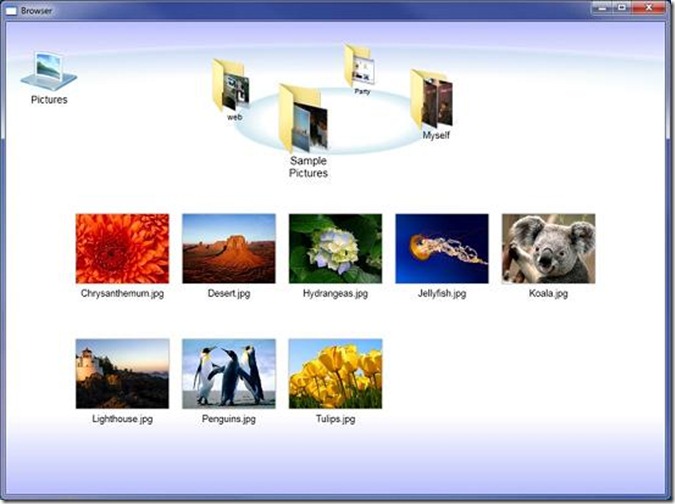 Browser
Pictures
web
Party
Myself
Sample
Pictures
Chrysanthemum.jpg
Desert.jpg
Hydrangeas.jpg
Jellyfish.jpg
Koala.jpg
Lighthouse.jpg
Penguins.jpg
Tulips.jpg